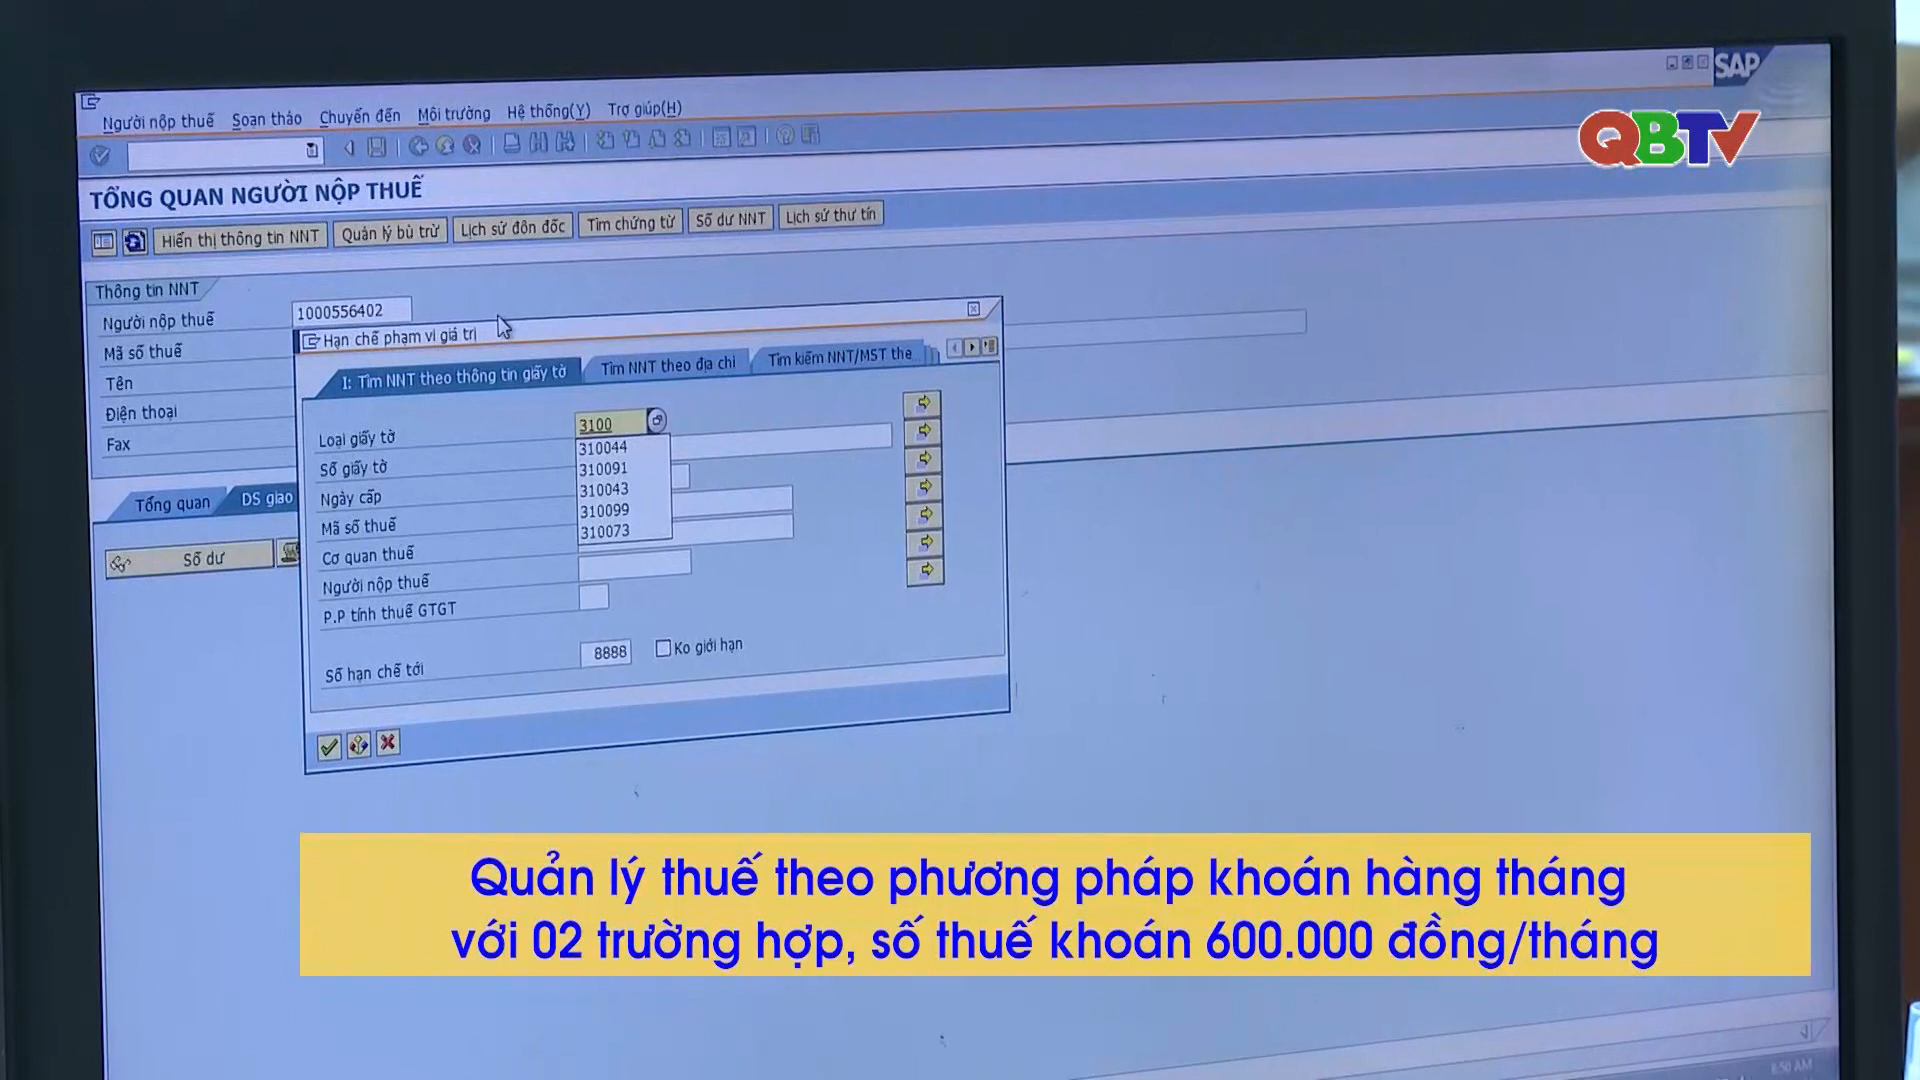 SAP
Người nộp thuế Soạn thảo Chuyển đến Môi trường Hệ thống(Y) Trợ giúp(H)
QBTV
TỔNG QUAN NGƯỜI NỘP THUẾ
Hiển thị thông tin NNT Quản lý bù trừ Lịch sử đôn đốc Tìm chứng từ Số dư NNT Lịch sử thư tín
Thông tin NNT
Người nộp thuế 1000556402
Mã số thuế
Tên
Điện thoại
Fax
Tổng quan DS giao
Số dư
Hạn chế phạm vi giá trị
I: Tìm NNT theo thông tin giấy tờ Tìm NNT theo địa chỉ Tìm kiếm NNT/MST the
Loại giấy tờ 3100
310044
310091
310043
310099
310073
Số giấy tờ
Ngày cấp
Mã số thuế
Cơ quan thuế
Người nộp thuế
P.P tính thuế GTGT
Số hạn chế tới 8888 Ko giới hạn
Quản lý thuế theo phương pháp khoán hàng tháng
với 02 trường hợp, số thuế khoán 600.000 đồng/tháng
8:50 AM